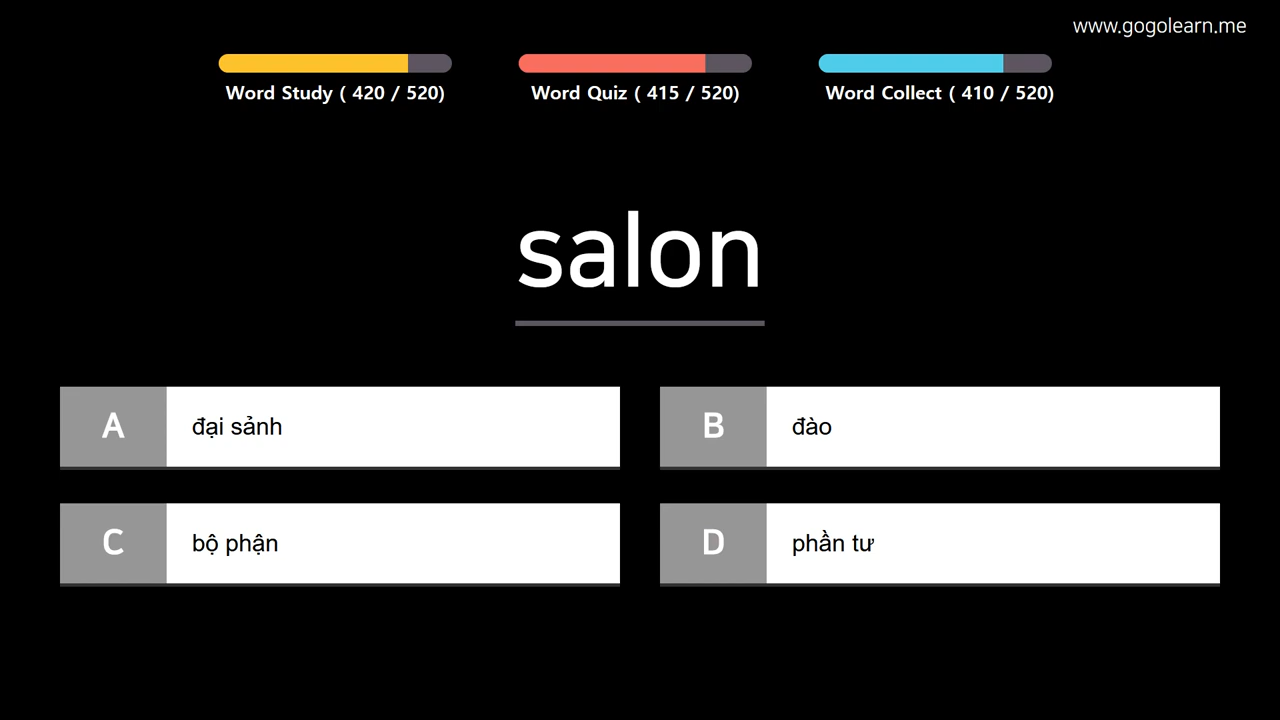 www.gogolearn.me
Word Study ( 420 / 520)
Word Quiz ( 415 / 520)
Word Collect ( 410 / 520)
salon
A đại sảnh
B đào
C bộ phận
D phần tư